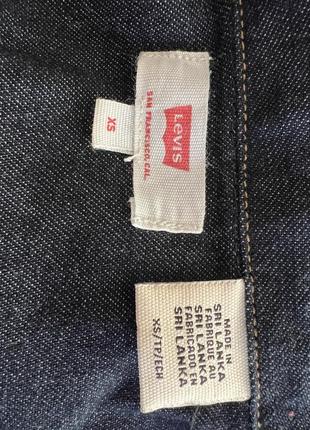 LEVI'S
SAN FRANCISCO, CAL.
XS
MADE IN
SRI LANKA
FABRIQUE AU
SRI LANKA
FABRICADO EN
SRI LANKA
XS/TP/ECH